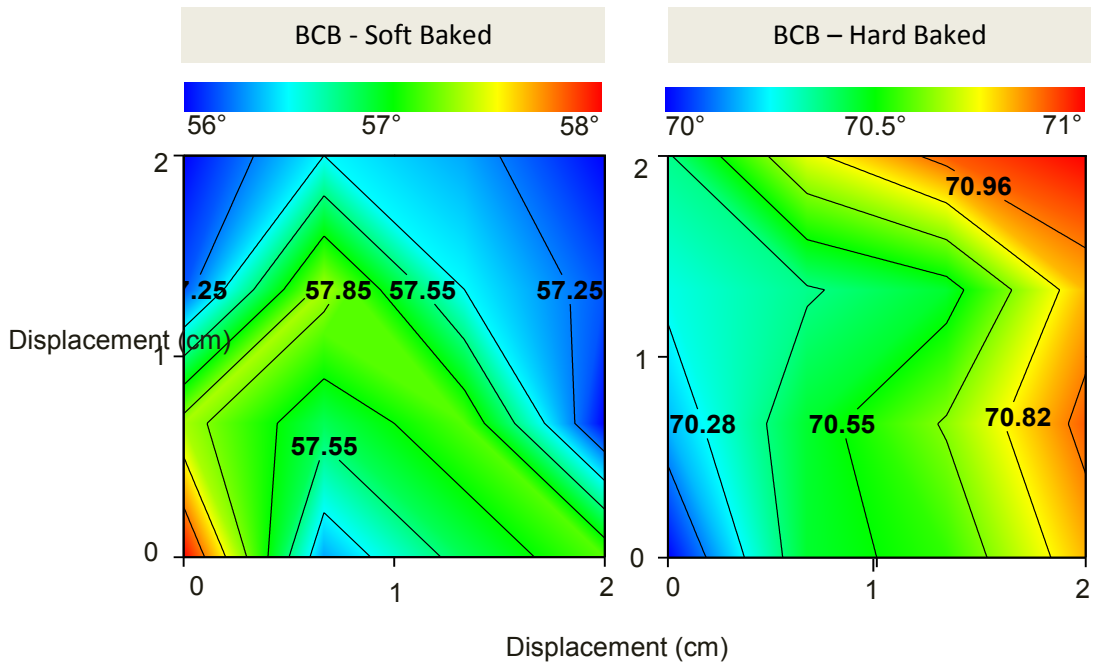 BCB - Soft Baked
BCB – Hard Baked
56° 57° 58°
70° 70.5° 71°
2
2
70.96
7.25 57.85 57.55 57.25
Displacement (cm)
1
1
57.55
70.28 70.55 70.82
0
0
0 1 2
0 1 2
Displacement (cm)